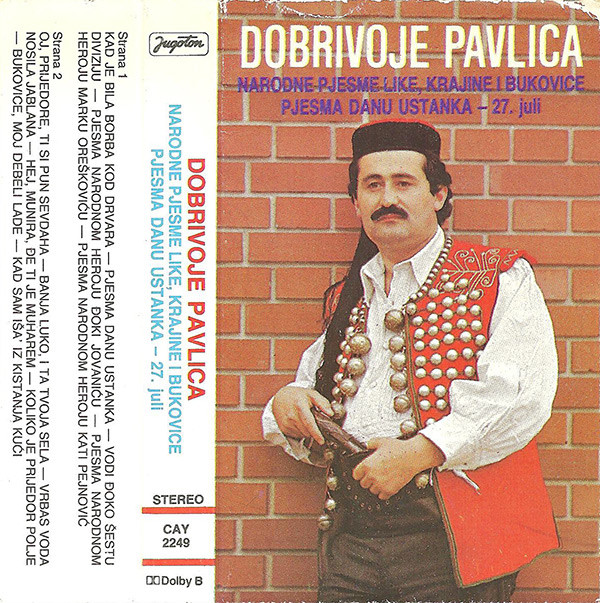 Strana 1
KAD JE BILA BORBA KOD DRVARA — PJESMA DANU USTANKA — VODI ĐOKO ŠESTU
DIVIZIJU — PJESMA NARODNOM HEROJU ĐOKI JOVANIĆU — PJESMA NARODNOM
HEROJU MARKU OREŠKOVIĆU — PJESMA NARODNOM HEROJU KATI PEJNOVIĆ
Strana 2
OJ, PRIJEDORE, TI SI PUN SEVDAHA — BANJA LUKO, I TA TVOJA SELA — VRBAS VODA
NOSILA JABLANA — HEJ, MUNIRA, ĐE TI JE MUHAREM — KOLIKO JE PRIJEDOR POLJE
— BUKOVICE, MOJ DEBELI LADE — KAD SAM IŠA' IZ KISTANJA KUĆI
Jugoton
DOBRIVOJE PAVLICA
NARODNE PJESME LIKE, KRAJINE I BUKOVICE
PJESMA DANU USTANKA – 27. juli
STEREO
CAY
2249
Dolby B
DOBRIVOJE PAVLICA
NARODNE PJESME LIKE, KRAJINE I BUKOVICE
PJESMA DANU USTANKA – 27. juli